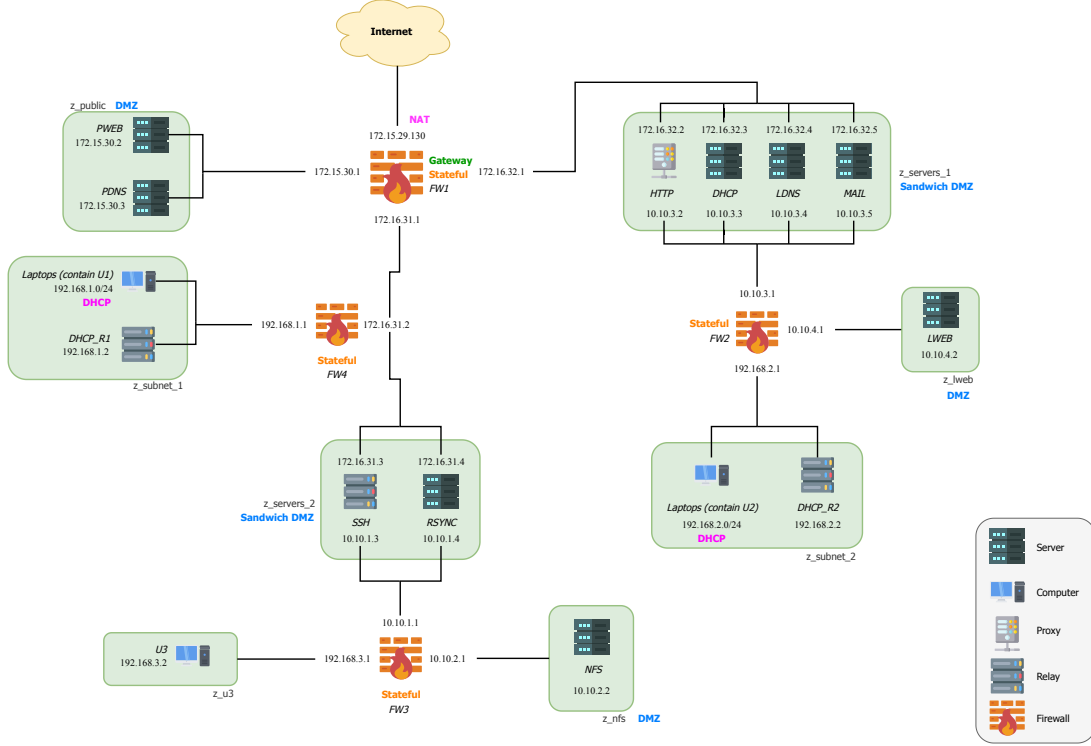 Internet
NAT
172.15.29.130
z_public DMZ
PWEB
172.15.30.2
PDNS
172.15.30.3
172.15.30.1
Gateway
Stateful
FW1
172.16.32.1
172.16.31.1
172.16.32.2 172.16.32.3 172.16.32.4 172.16.32.5
HTTP DHCP LDNS MAIL
10.10.3.2 10.10.3.3 10.10.3.4 10.10.3.5
z_servers_1
Sandwich DMZ
Laptops (contain U1)
192.168.1.0/24
DHCP
DHCP_R1
192.168.1.2
z_subnet_1
192.168.1.1
172.16.31.2
Stateful
FW4
10.10.3.1
Stateful
FW2
10.10.4.1
192.168.2.1
LWEB
10.10.4.2
z_lweb
DMZ
172.16.31.3 172.16.31.4
z_servers_2
Sandwich DMZ
SSH RSYNC
10.10.1.3 10.10.1.4
Laptops (contain U2)
192.168.2.0/24
DHCP
DHCP_R2
192.168.2.2
z_subnet_2
10.10.1.1
U3
192.168.3.2
z_u3
192.168.3.1
10.10.2.1
Stateful
FW3
NFS
10.10.2.2
z_nfs DMZ
Server
Computer
Proxy
Relay
Firewall